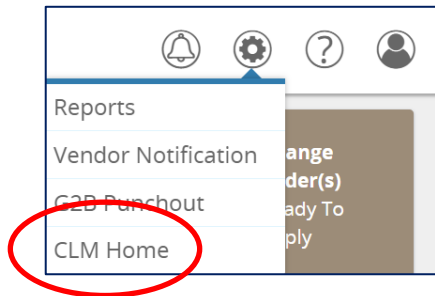 ?
Reports
Vendor Notification
G2B Punchout
CLM Home
ange
der(s)
ady To
ply